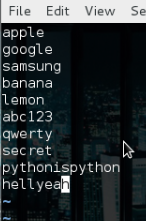 File Edit View Se
apple
google
samsung
banana
lemon
abc123
qwerty
secret
pythonispython
hellyeah
~
~